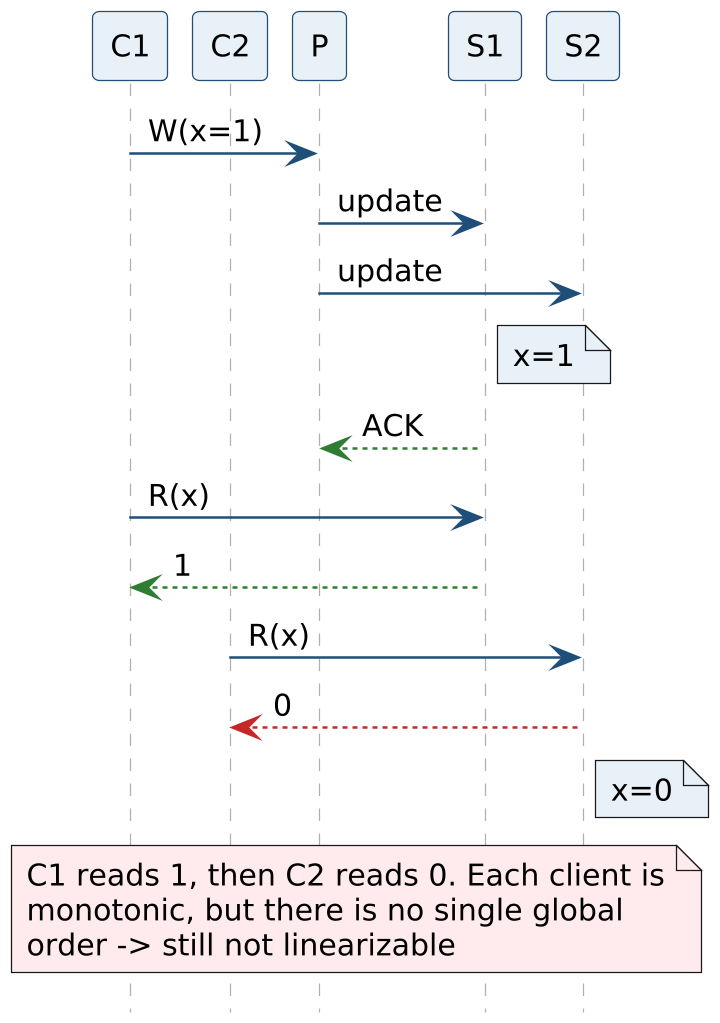 C1 C2 P S1 S2
W(x=1)
update
update
x=1
ACK
R(x)
1
R(x)
0
x=0
C1 reads 1, then C2 reads 0. Each client is
monotonic, but there is no single global
order -> still not linearizable